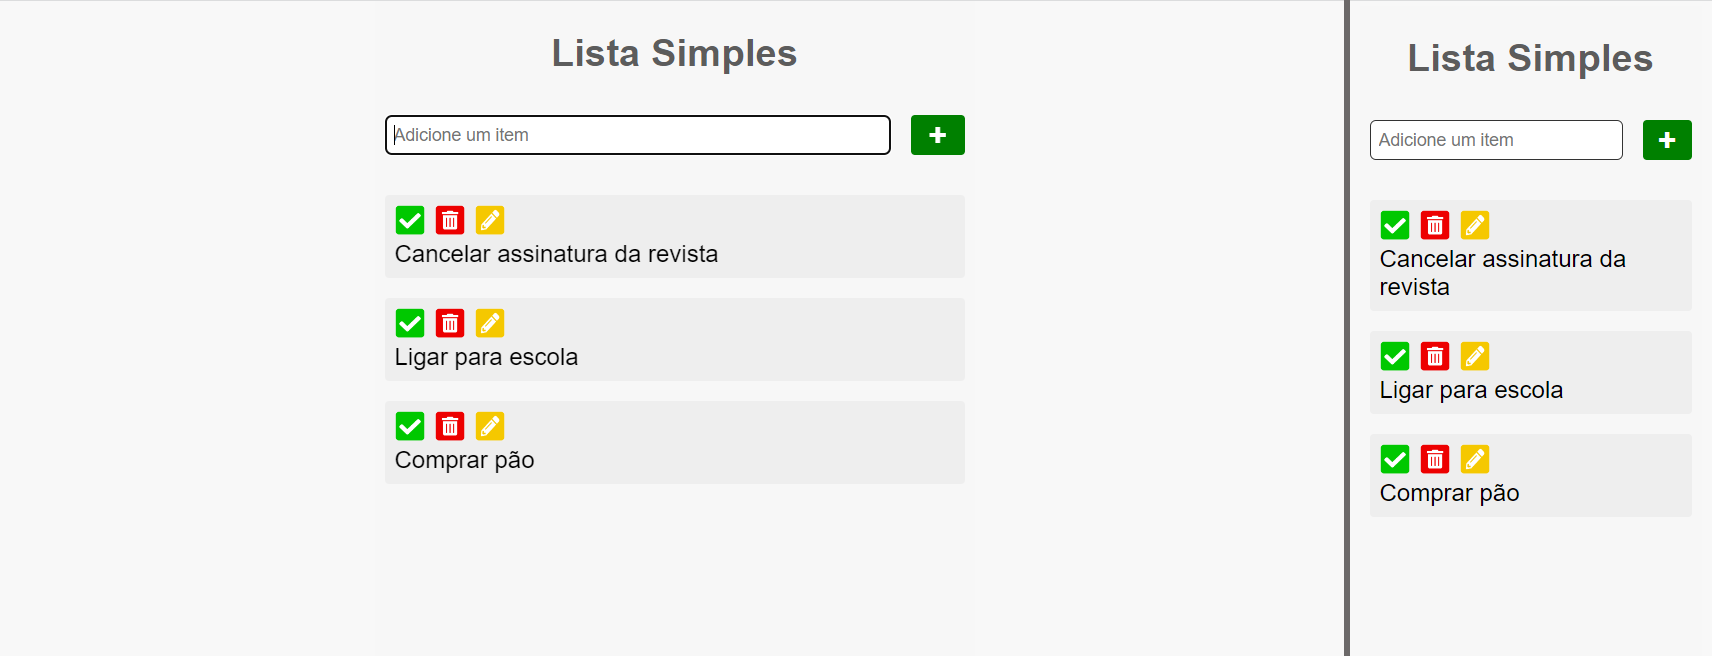 Lista Simples
Adicione um item
Cancelar assinatura da revista
Ligar para escola
Comprar pão
Lista Simples
Adicione um item
Cancelar assinatura da
revista
Ligar para escola
Comprar pão